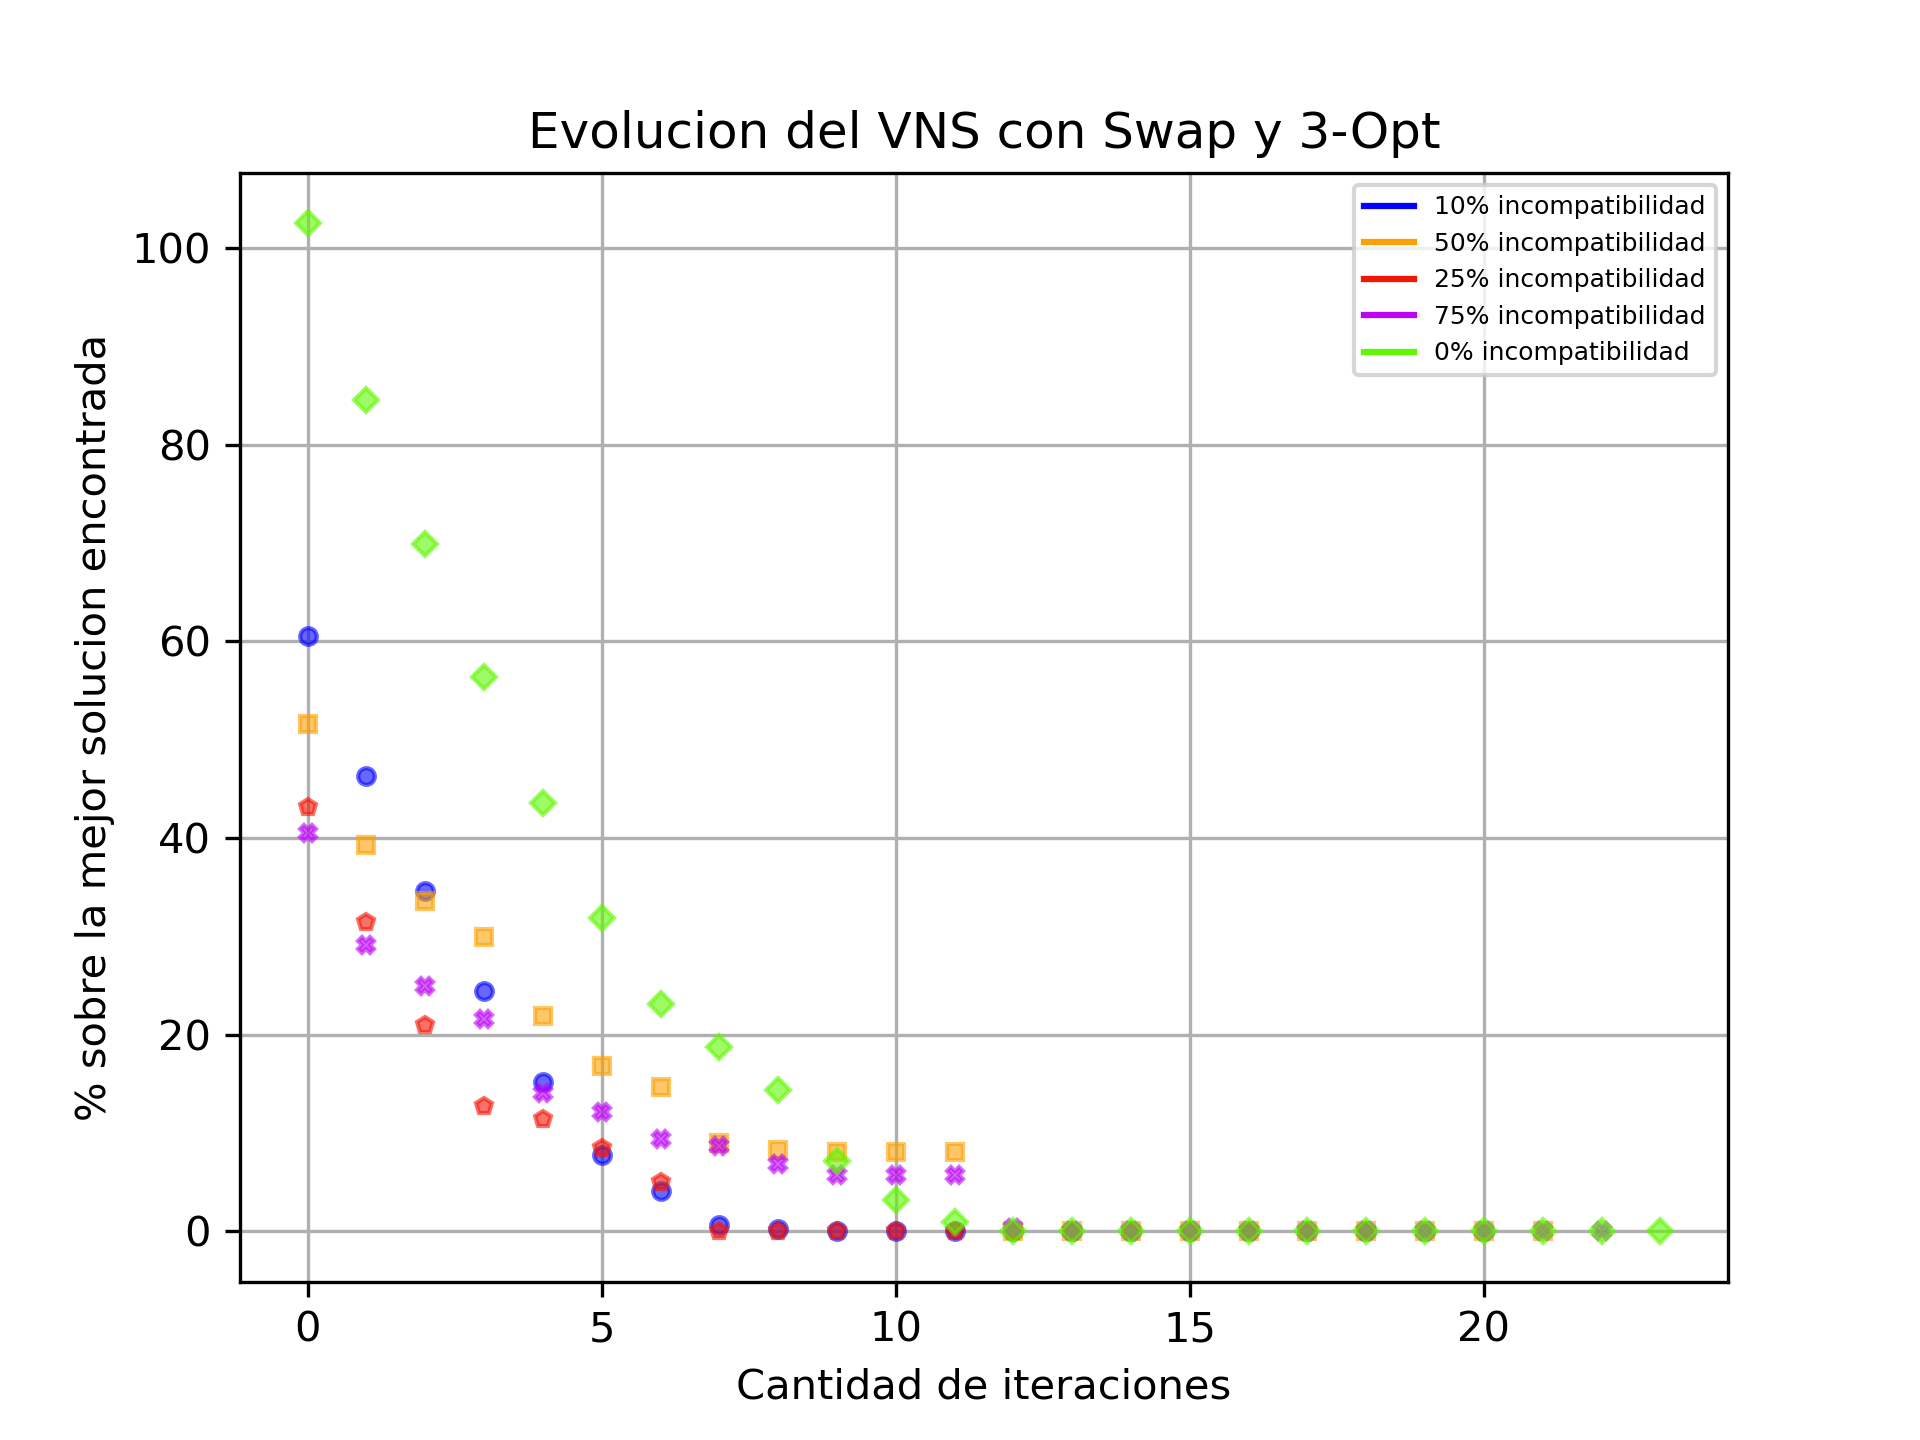 Evolucion del VNS con Swap y 3-Opt
10% incompatibilidad
50% incompatibilidad
25% incompatibilidad
75% incompatibilidad
0% incompatibilidad
% sobre la mejor solucion encontrada
100
80
60
40
20
0
0 5 10 15 20
Cantidad de iteraciones